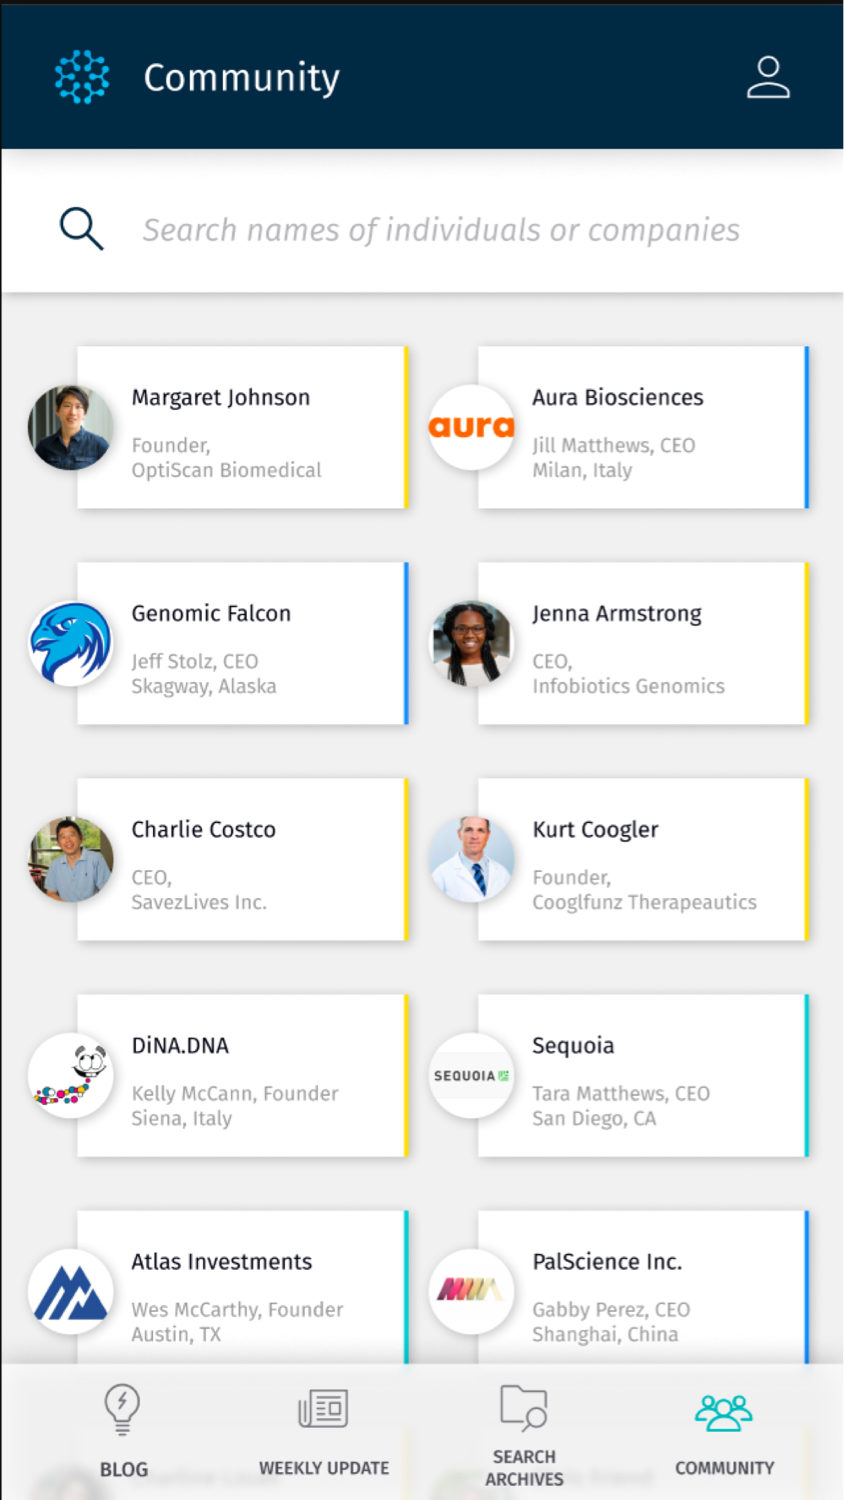 Community
Search names of individuals or companies
Margaret Johnson
Founder,
OptiScan Biomedical
aura
Aura Biosciences
Jill Matthews, CEO
Milan, Italy
Genomic Falcon
Jeff Stolz, CEO
Skagway, Alaska
Jenna Armstrong
CEO,
Infobiotics Genomics
Charlie Costco
CEO,
SavezLives Inc.
Kurt Coogler
Founder,
Cooglfunz Therapeautics
DiNA.DNA
Kelly McCann, Founder
Siena, Italy
SEQUOIA
Sequoia
Tara Matthews, CEO
San Diego, CA
Atlas Investments
Wes McCarthy, Founder
Austin, TX
PalScience Inc.
Gabby Perez, CEO
Shanghai, China
BLOG
WEEKLY UPDATE
SEARCH
ARCHIVES
COMMUNITY